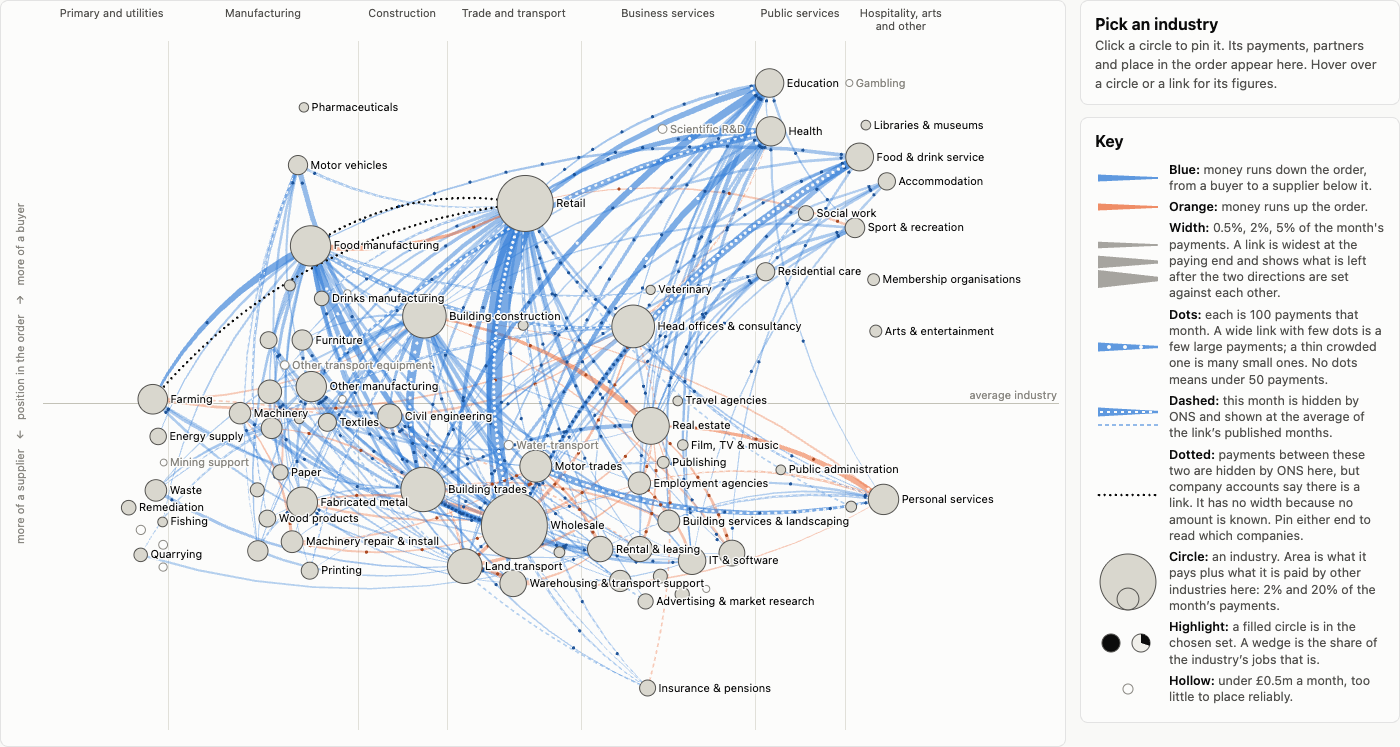 Primary and utilities
Manufacturing
Construction
Trade and transport
Business services
Public services
Hospitality, arts
and other
more of a supplier ← position in the order → more of a buyer
Education
Gambling
Pharmaceuticals
Libraries & museums
Scientific R&D
Health
Food & drink service
Motor vehicles
Accommodation
Retail
Social work
Sport & recreation
Food manufacturing
Residential care
Membership organisations
Veterinary
Drinks manufacturing
Building construction
Head offices & consultancy
Arts & entertainment
Furniture
Other transport equipment
Other manufacturing
average industry
Farming
Travel agencies
Machinery
Civil engineering
Textiles
Real estate
Energy supply
Water transport
Film, TV & music
Mining support
Motor trades
Publishing
Public administration
Paper
Employment agencies
Waste
Building trades
Personal services
Fabricated metal
Remediation
Fishing
Wood products
Wholesale
Building services & landscaping
Machinery repair & install
Rental & leasing
Quarrying
IT & software
Land transport
Printing
Warehousing & transport support
Advertising & market research
Insurance & pensions
Pick an industry
Click a circle to pin it. Its payments, partners
and place in the order appear here. Hover over
a circle or a link for its figures.
Key
Blue: money runs down the order,
from a buyer to a supplier below it.
Orange: money runs up the order.
Width: 0.5%, 2%, 5% of the month's
payments. A link is widest at the
paying end and shows what is left
after the two directions are set
against each other.
Dots: each is 100 payments that
month. A wide link with few dots is a
few large payments; a thin crowded
one is many small ones. No dots
means under 50 payments.
Dashed: this month is hidden by
ONS and shown at the average of
the link's published months.
Dotted: payments between these
two are hidden by ONS here, but
company accounts say there is a
link. It has no width because no
amount is known. Pin either end to
read which companies.
Circle: an industry. Area is what it
pays plus what it is paid by other
industries here: 2% and 20% of the
month's payments.
Highlight: a filled circle is in the
chosen set. A wedge is the share of
the industry's jobs that is.
Hollow: under £0.5m a month, too
little to place reliably.